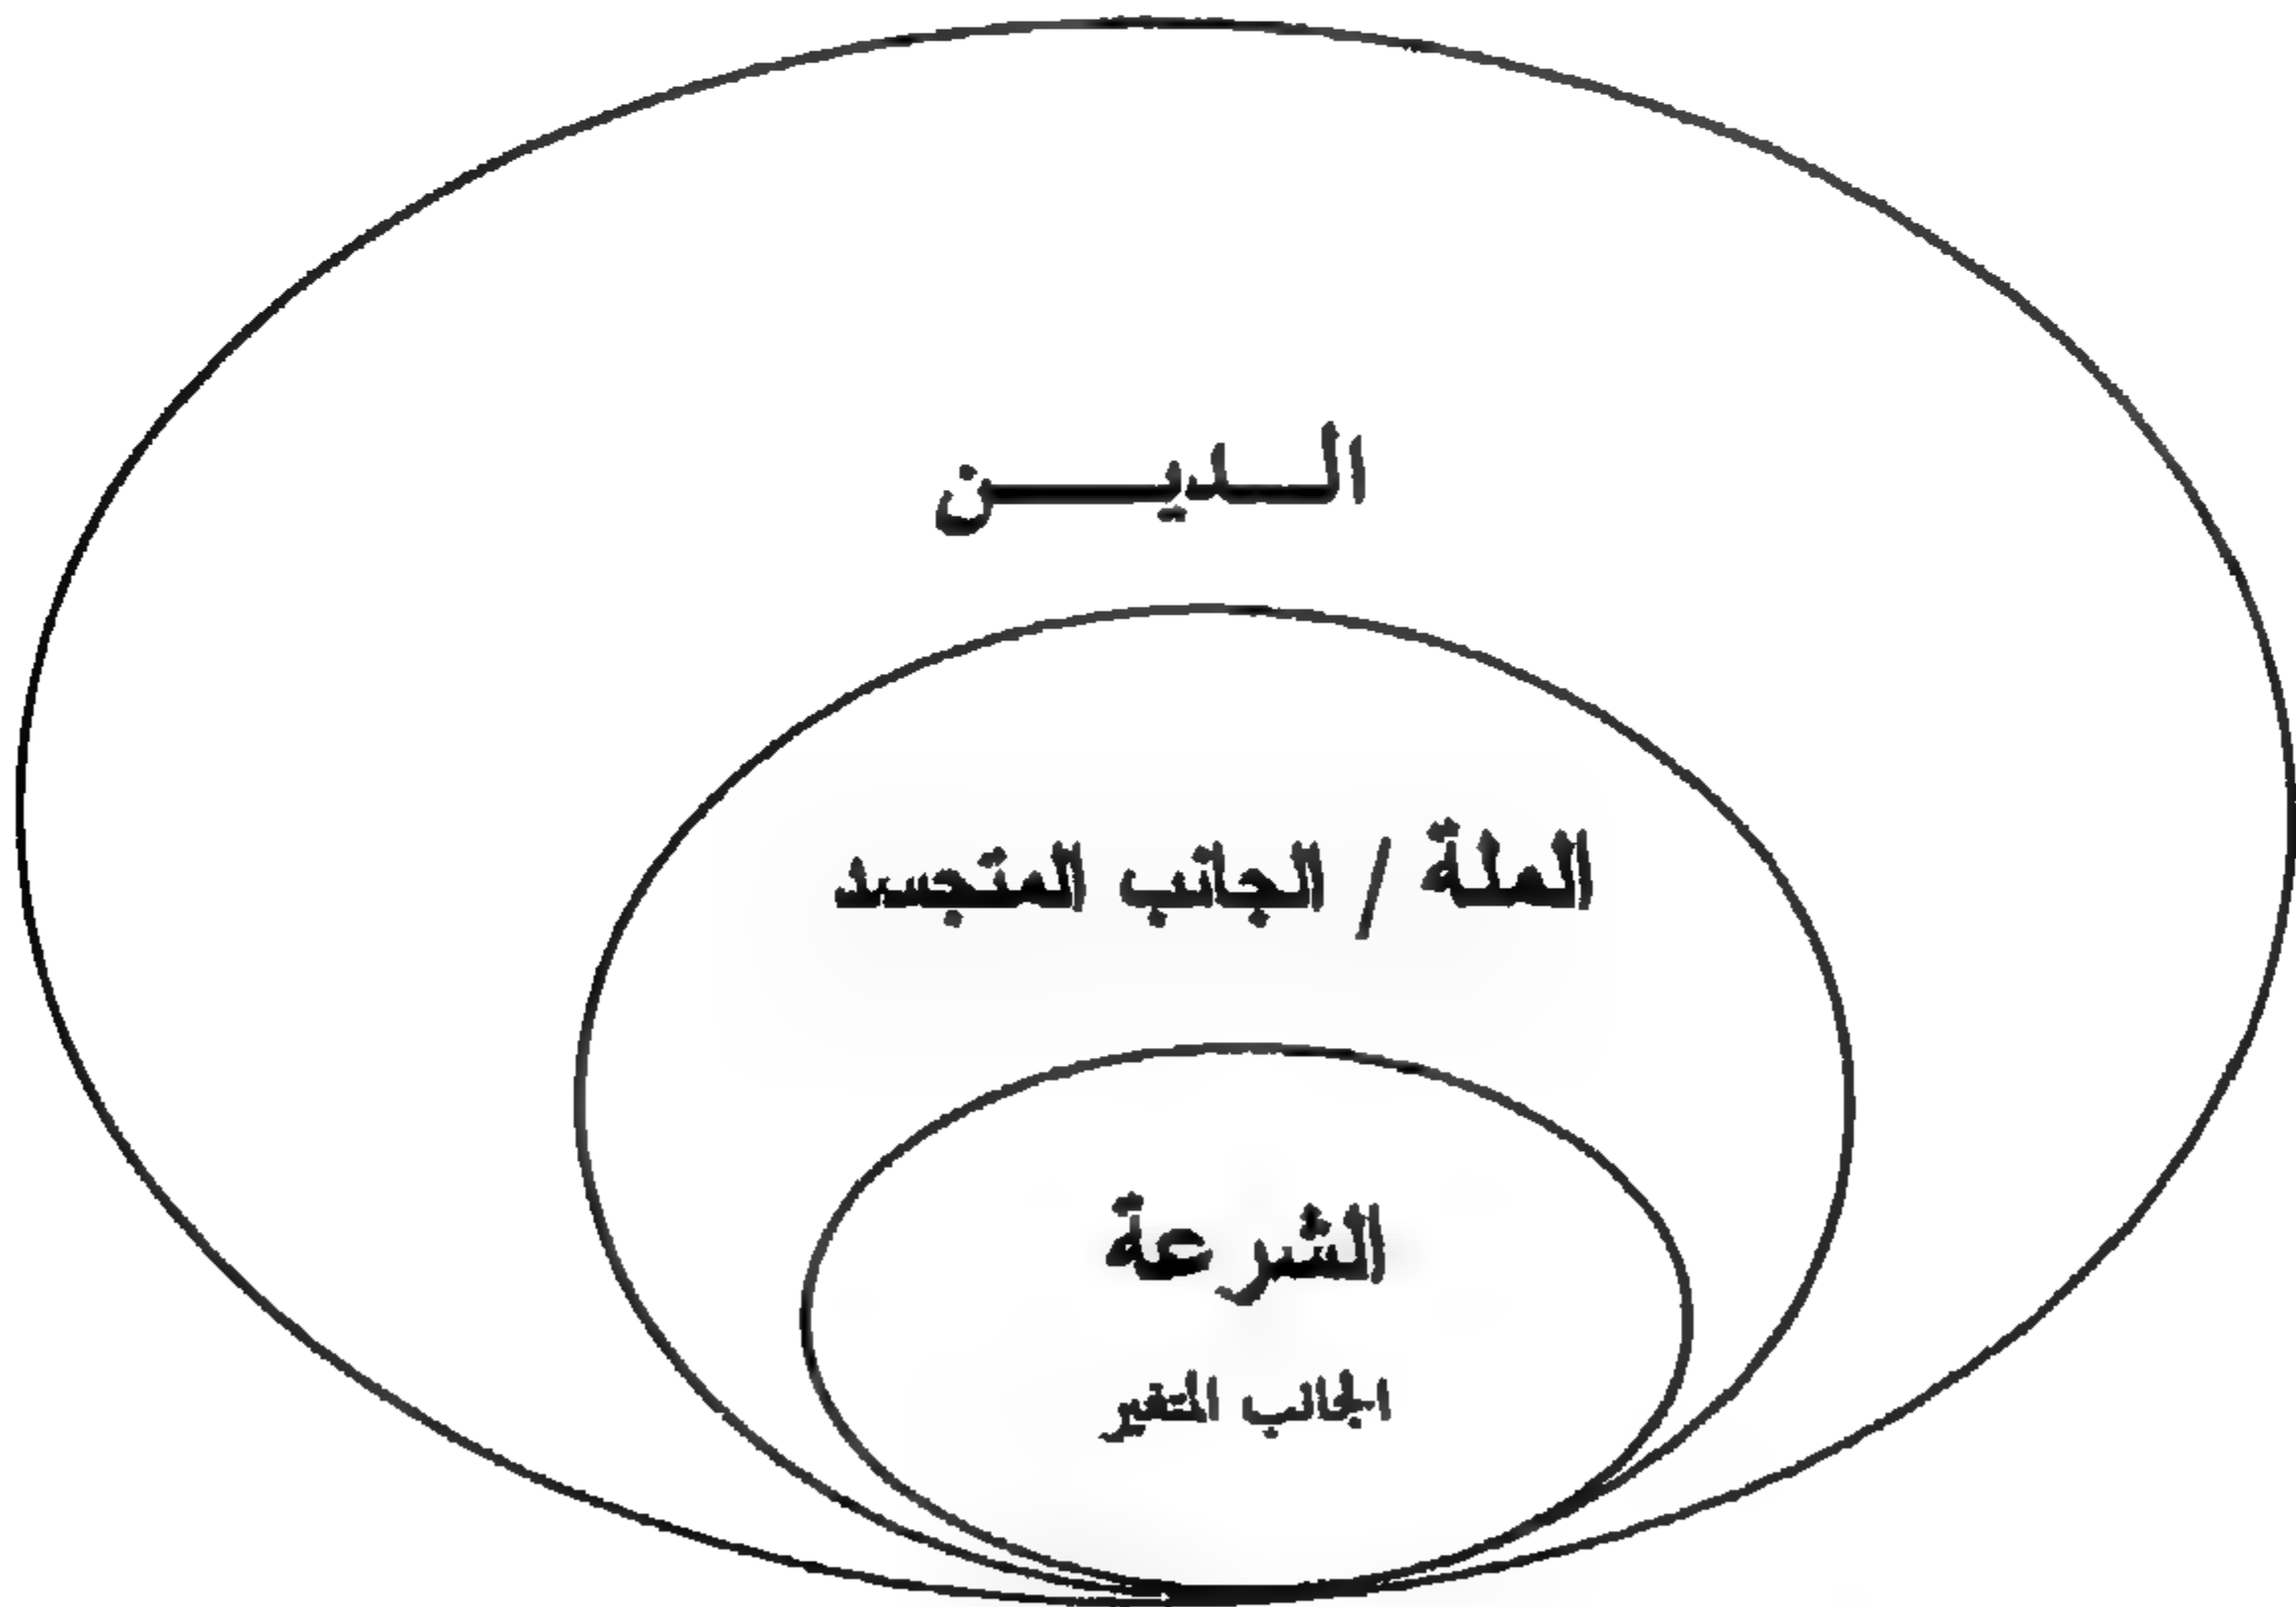 الـــديـــــن
الملة / الجانب المتجسد
الشرعة
الجانب المتغير